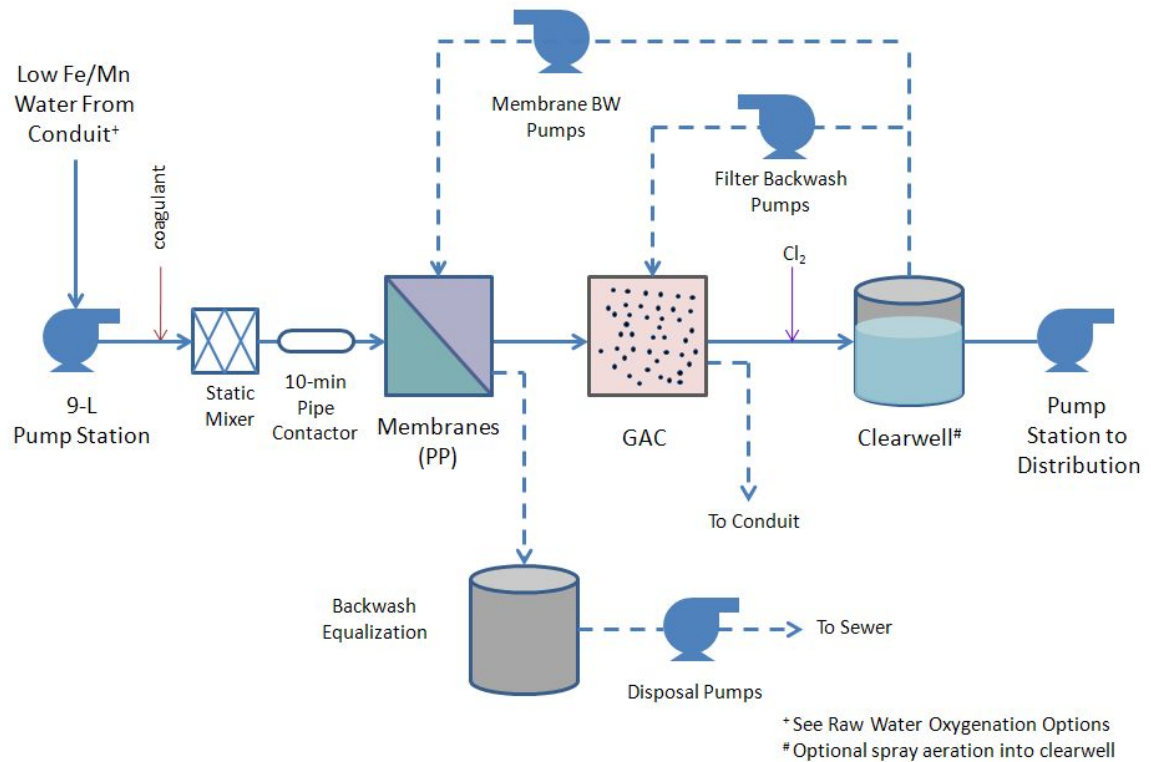 Low Fe/Mn
Water From
Conduit+
coagulant
9-L
Pump Station
Static
Mixer
10-min
Pipe
Contactor
Membranes
(PP)
Membrane BW
Pumps
Filter Backwash
Pumps
GAC
Cl₂
Clearwell#
Pump
Station to
Distribution
To Conduit
Backwash
Equalization
Disposal Pumps
To Sewer
+ See Raw Water Oxygenation Options
# Optional spray aeration into clearwell